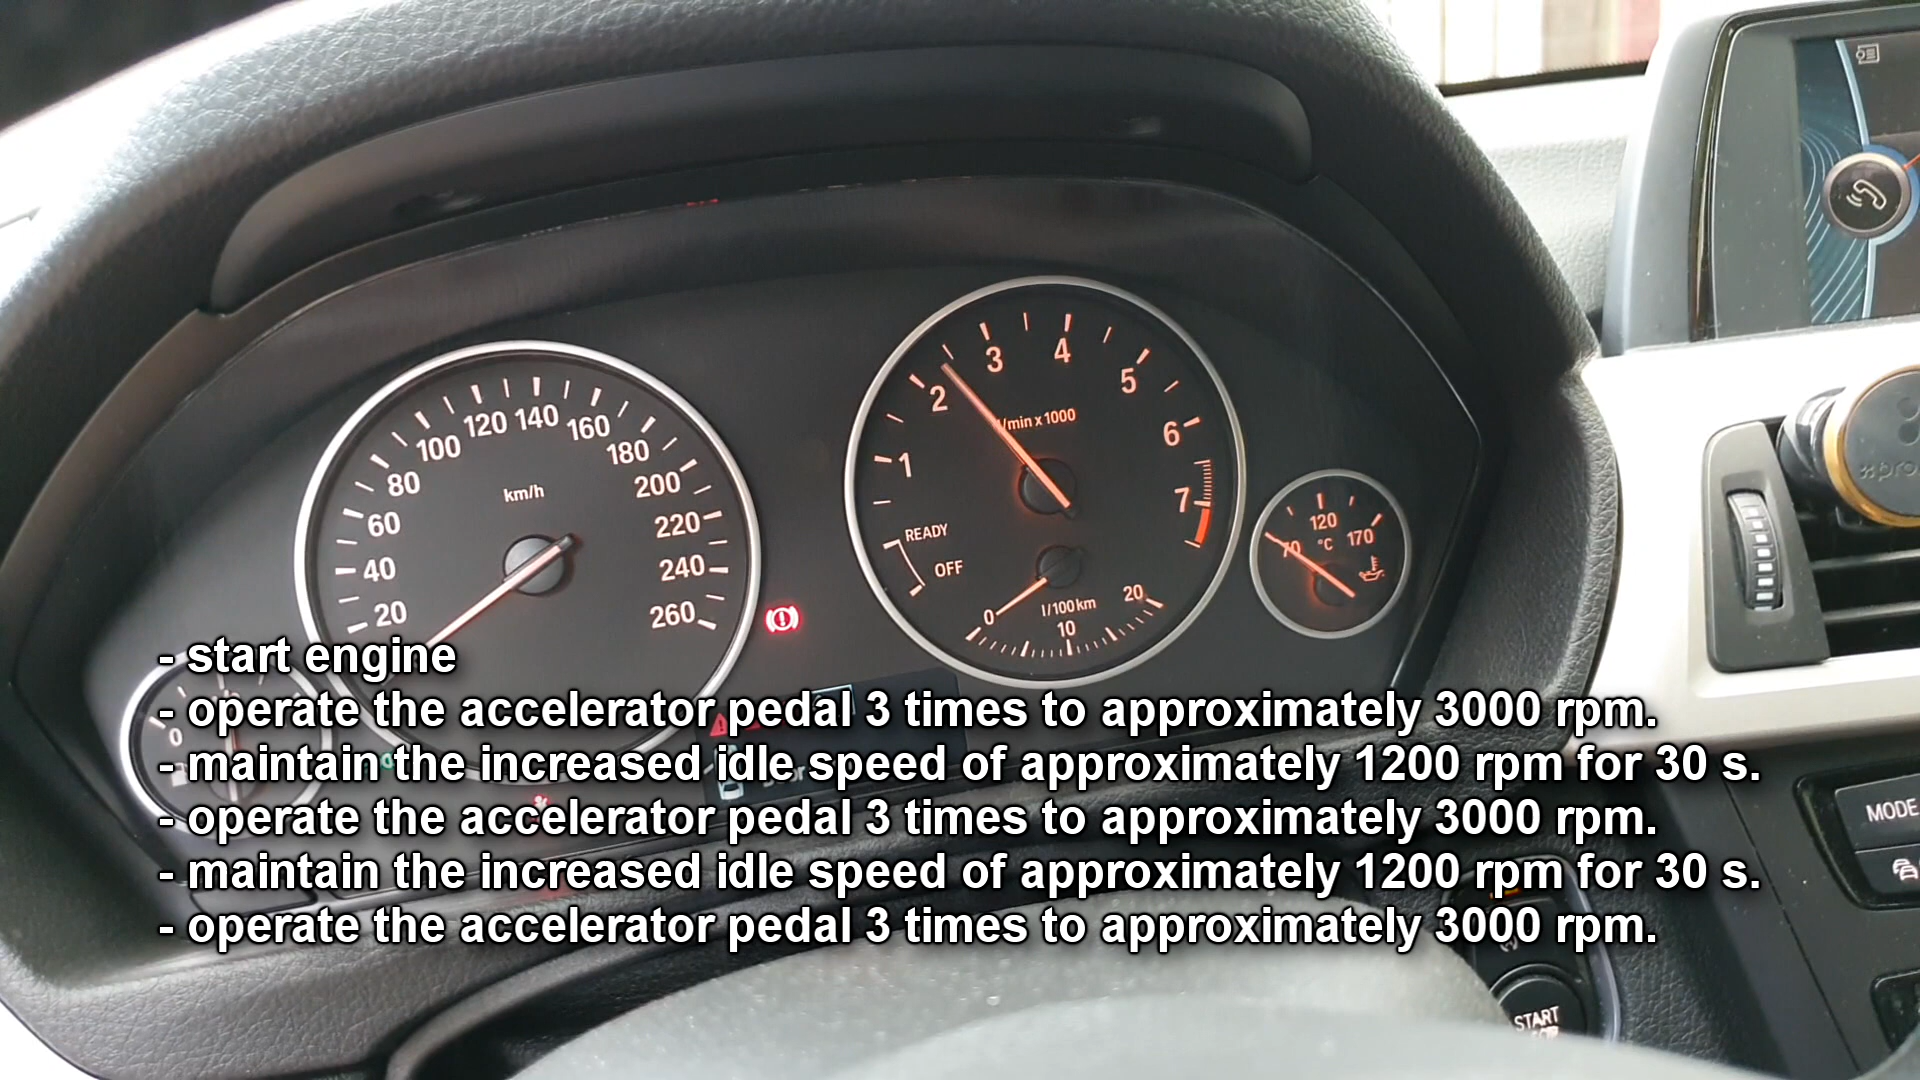 120 140
100
160
80
180
60
200
km/h
40
220
20
240
260
3
4
2
5
1/min x 1000
1
6
7
READY
OFF
0
l/100km
20
10
120
70
°C
170
0
MODE
START
- start engine
- operate the accelerator pedal 3 times to approximately 3000 rpm.
- maintain the increased idle speed of approximately 1200 rpm for 30 s.
- operate the accelerator pedal 3 times to approximately 3000 rpm.
- maintain the increased idle speed of approximately 1200 rpm for 30 s.
- operate the accelerator pedal 3 times to approximately 3000 rpm.